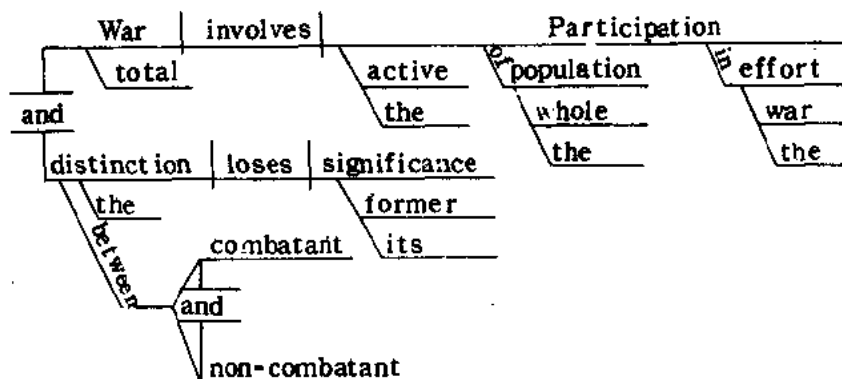 War involves Participation
total active of population in effort
the whole war
and the the
distinction loses significance
the former
between its
combatant
and
non-combatant